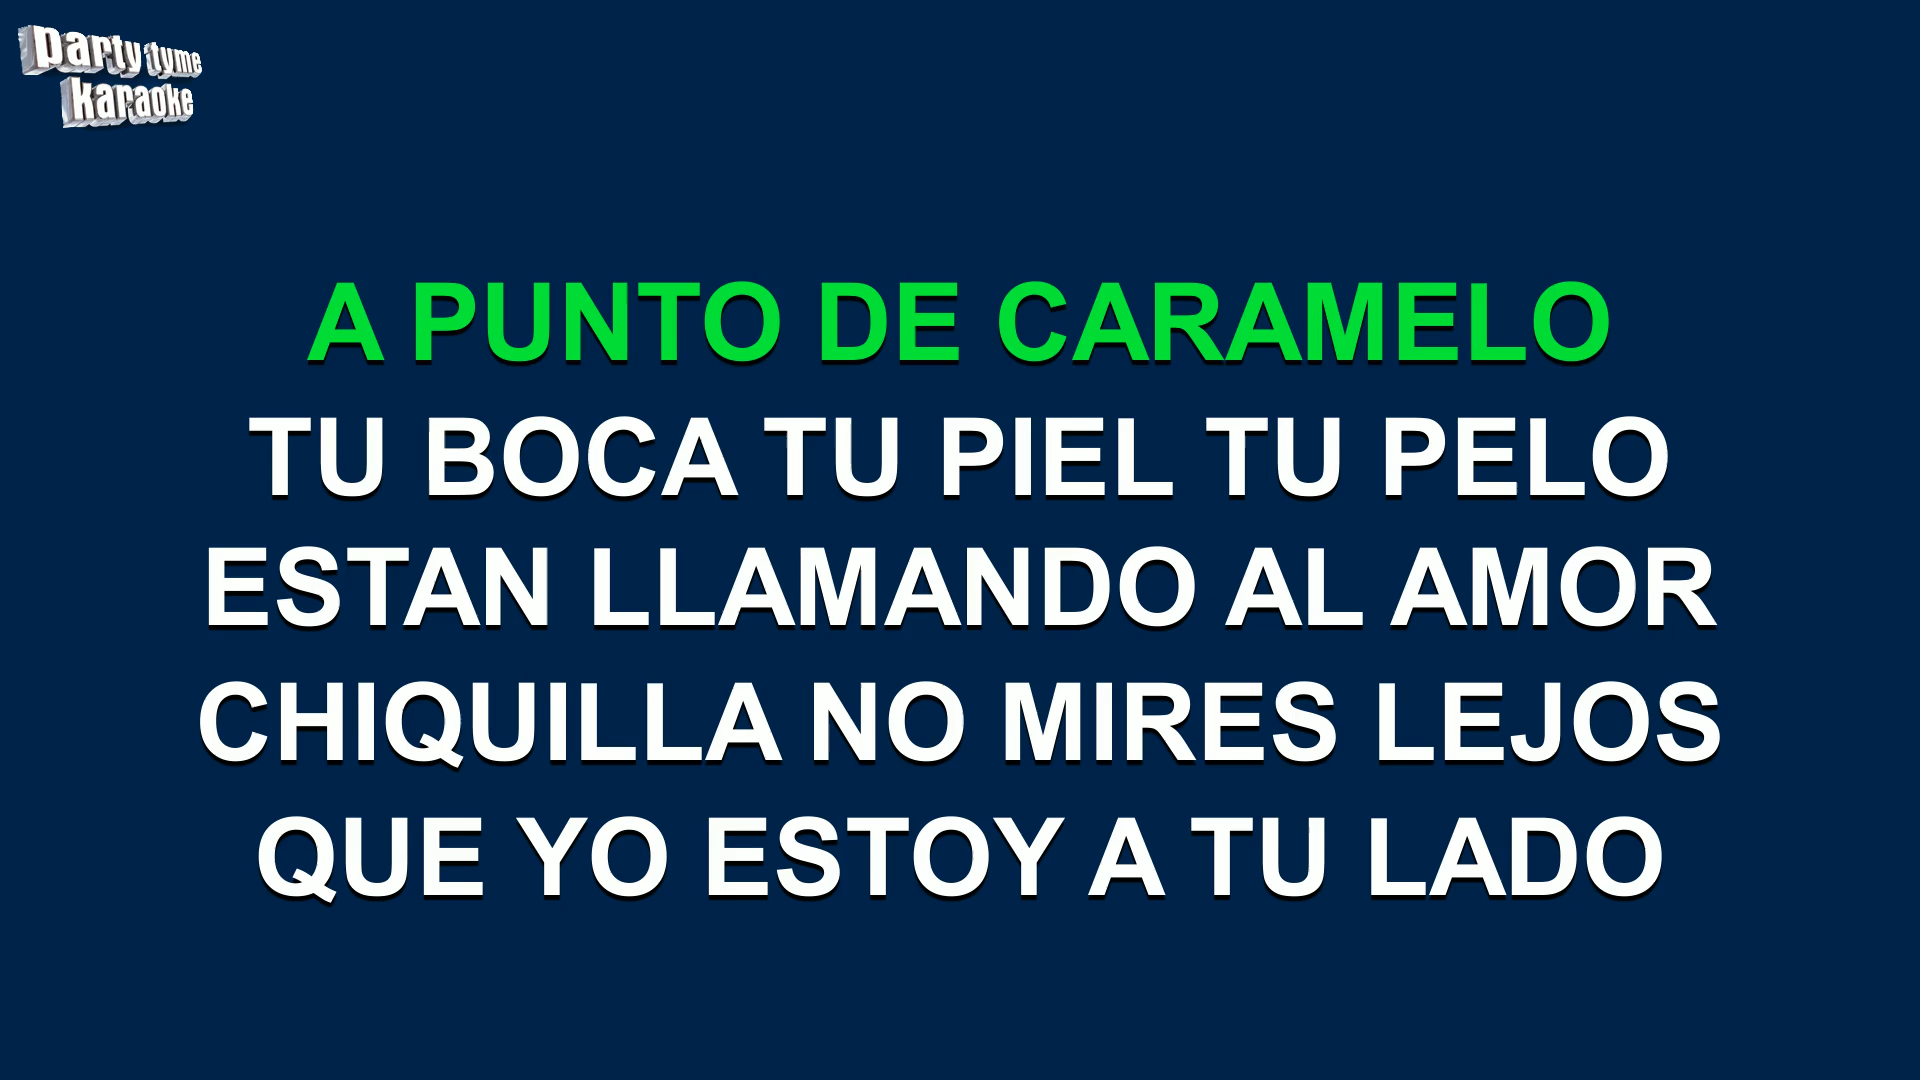 party tyme
karaoke
A PUNTO DE CARAMELO
TU BOCA TU PIEL TU PELO
ESTAN LLAMANDO AL AMOR
CHIQUILLA NO MIRES LEJOS
QUE YO ESTOY A TU LADO